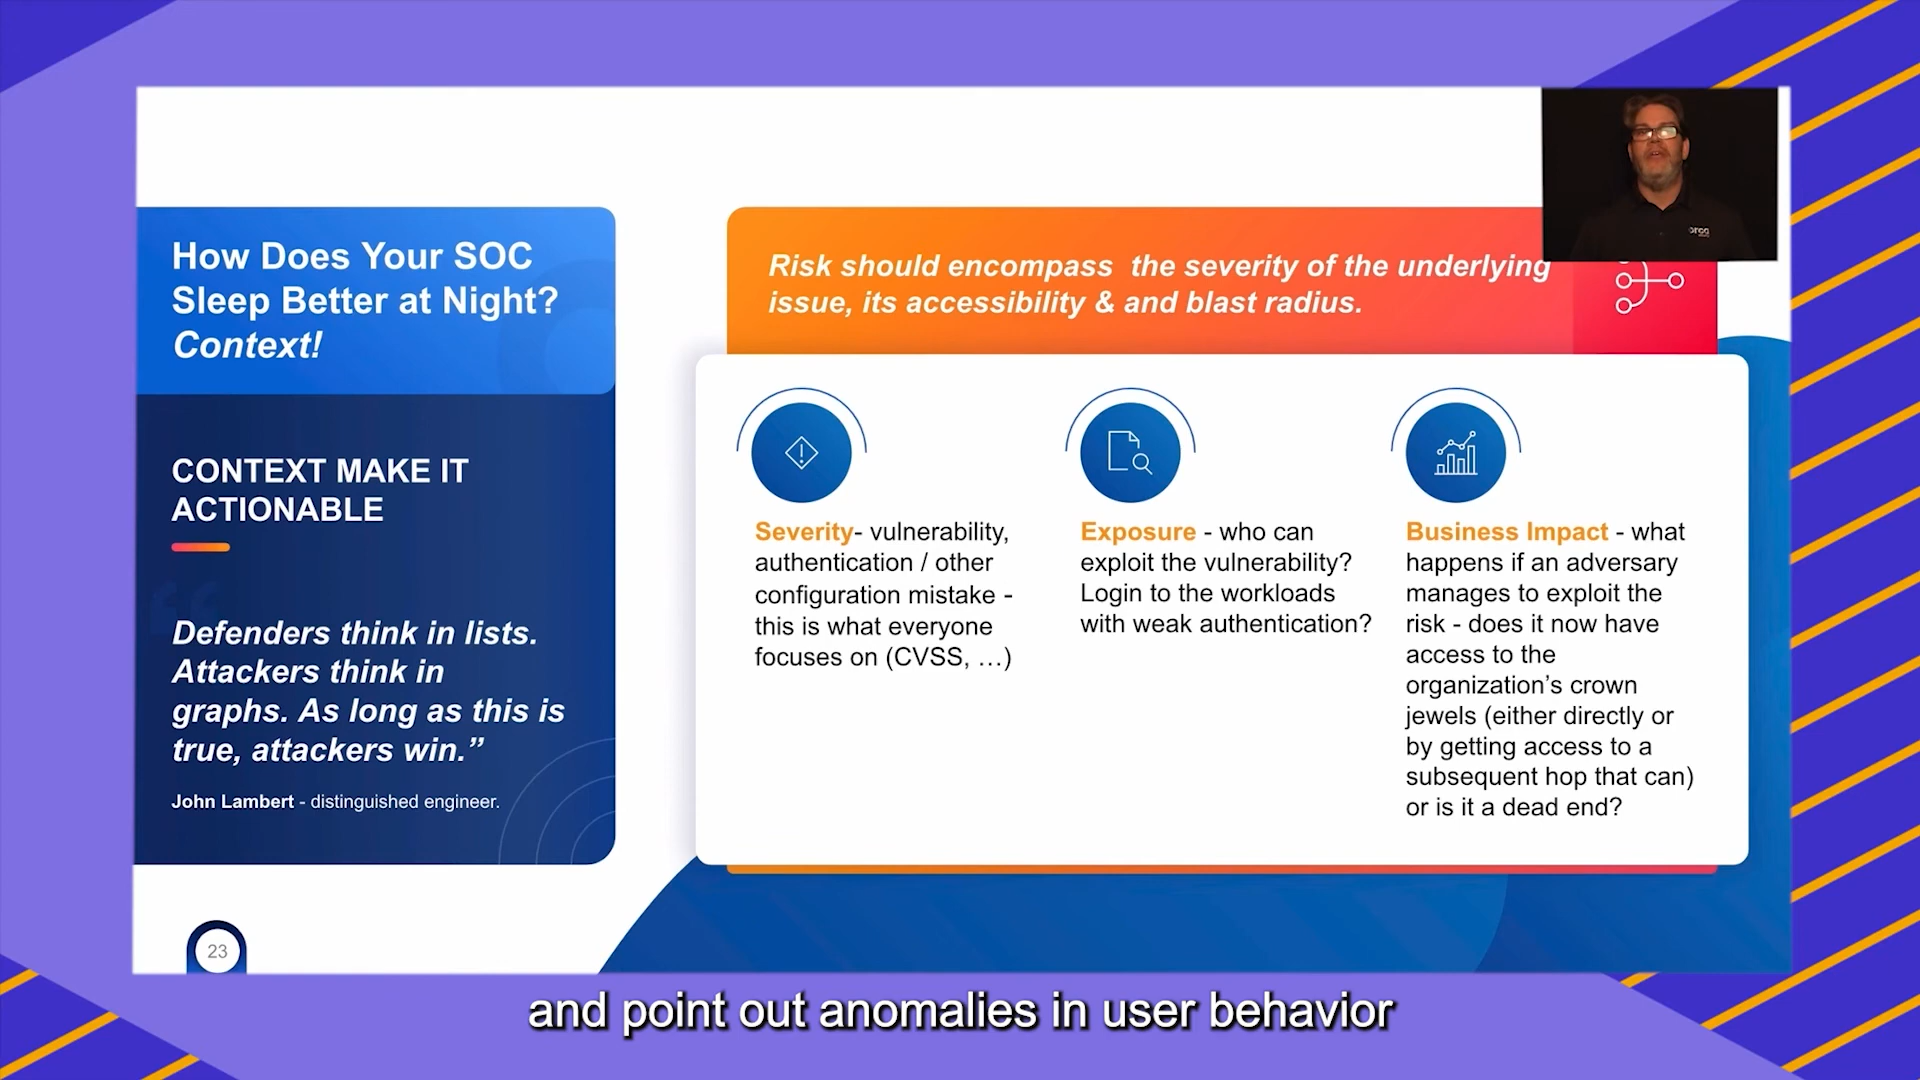 How Does Your SOC
Sleep Better at Night?
Context!
CONTEXT MAKE IT
ACTIONABLE
Defenders think in lists.
Attackers think in
graphs. As long as this is
true, attackers win.”
John Lambert - distinguished engineer.
23
Risk should encompass  the severity of the underlying
issue, its accessibility & and blast radius.
Severity- vulnerability,
authentication / other
configuration mistake -
this is what everyone
focuses on (CVSS, …)
Exposure - who can
exploit the vulnerability?
Login to the workloads
with weak authentication?
Business Impact - what
happens if an adversary
manages to exploit the
risk - does it now have
access to the
organization’s crown
jewels (either directly or
by getting access to a
subsequent hop that can)
or is it a dead end?
orca
and point out anomalies in user behavior